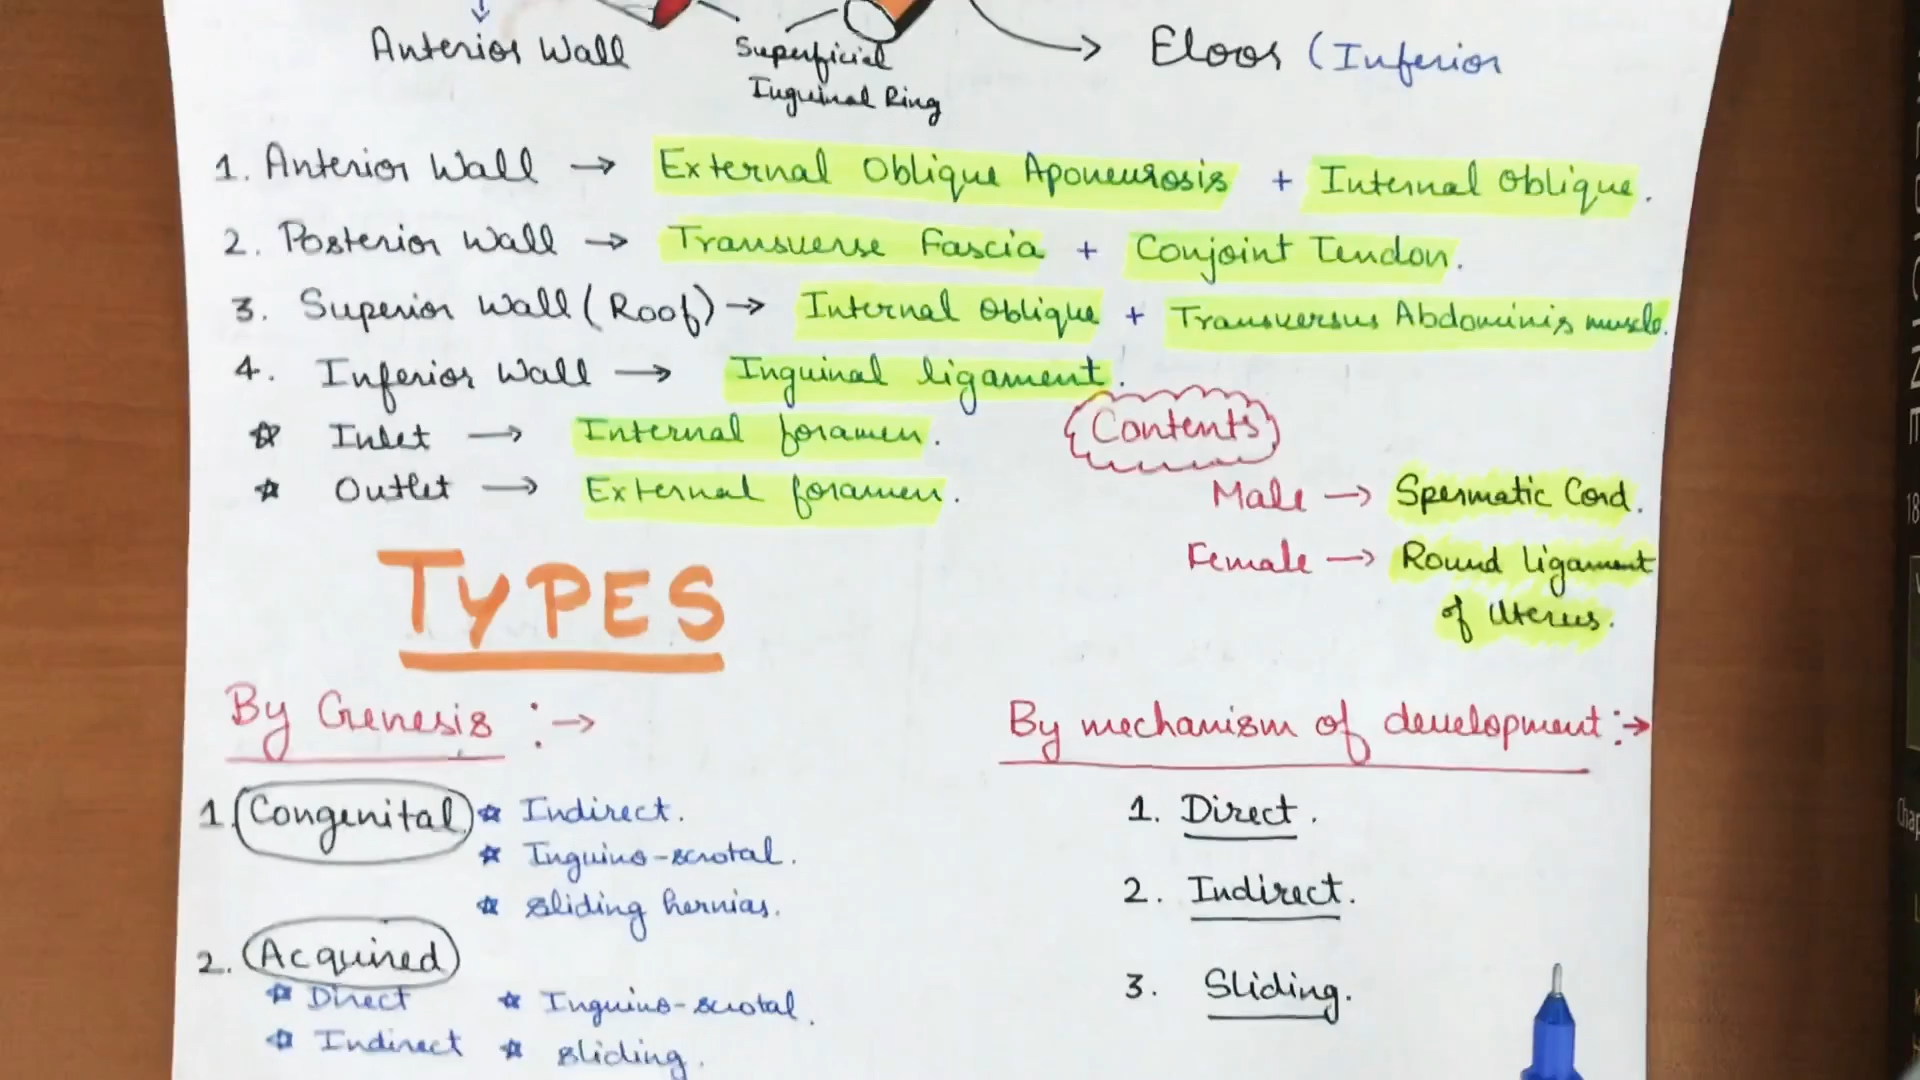 Anterior Wall
Superficial
Inguinal Ring
Floor (Inferior
1. Anterior Wall → External Oblique Aponeurosis + Internal Oblique.
2. Posterior Wall → Transverse Fascia + Conjoint Tendon.
3. Superior Wall (Roof) → Internal Oblique + Transversus Abdominis muscle.
4. Inferior Wall → Inguinal ligament.
☆ Inlet → Internal foramen.
☆ Outlet → External foramen.
Contents
Male → Spermatic Cord.
Female → Round ligament
of Uterus.
TYPES
By Genesis :→
1. Congenital ☆ Indirect.
☆ Inguino-scrotal.
☆ Sliding hernias.
2. Acquired
☆ Direct ☆ Inguino-scrotal.
☆ Indirect ☆ Sliding.
By mechanism of development :→
1. Direct.
2. Indirect.
3. Sliding.